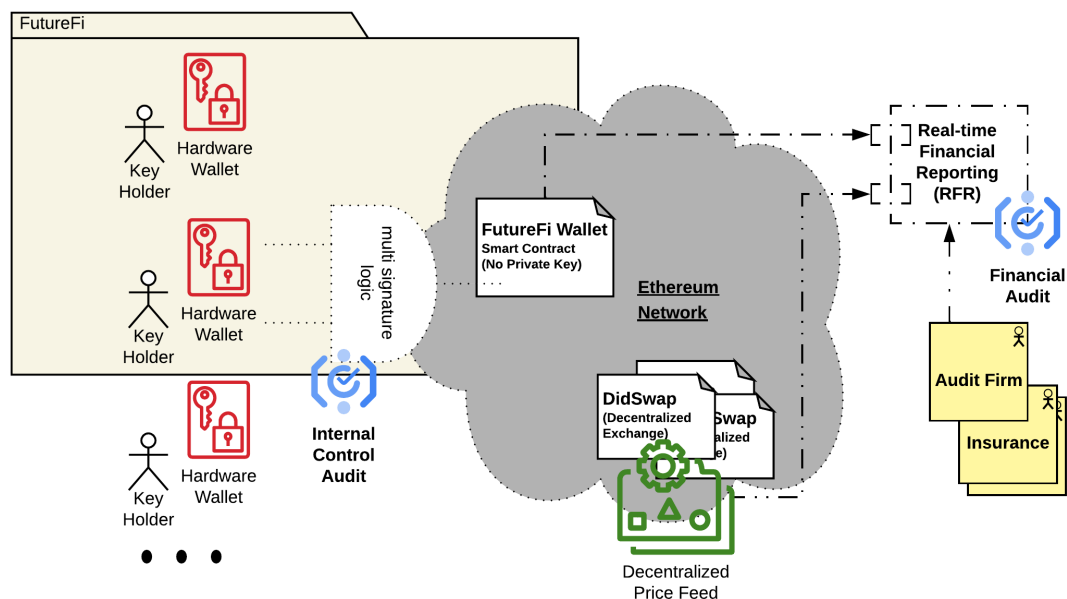 FutureFi
Hardware
Wallet
Key
Holder
Hardware
Wallet
Key
Holder
Hardware
Wallet
Key
Holder
multi signature
logic
Internal
Control
Audit
FutureFi Wallet
Smart Contract
(No Private Key)
Ethereum
Network
DidSwap
(Decentralized
Exchange)
Swap
alized
e)
Decentralized
Price Feed
Real-time
Financial
Reporting
(RFR)
Financial
Audit
Audit Firm
Insurance